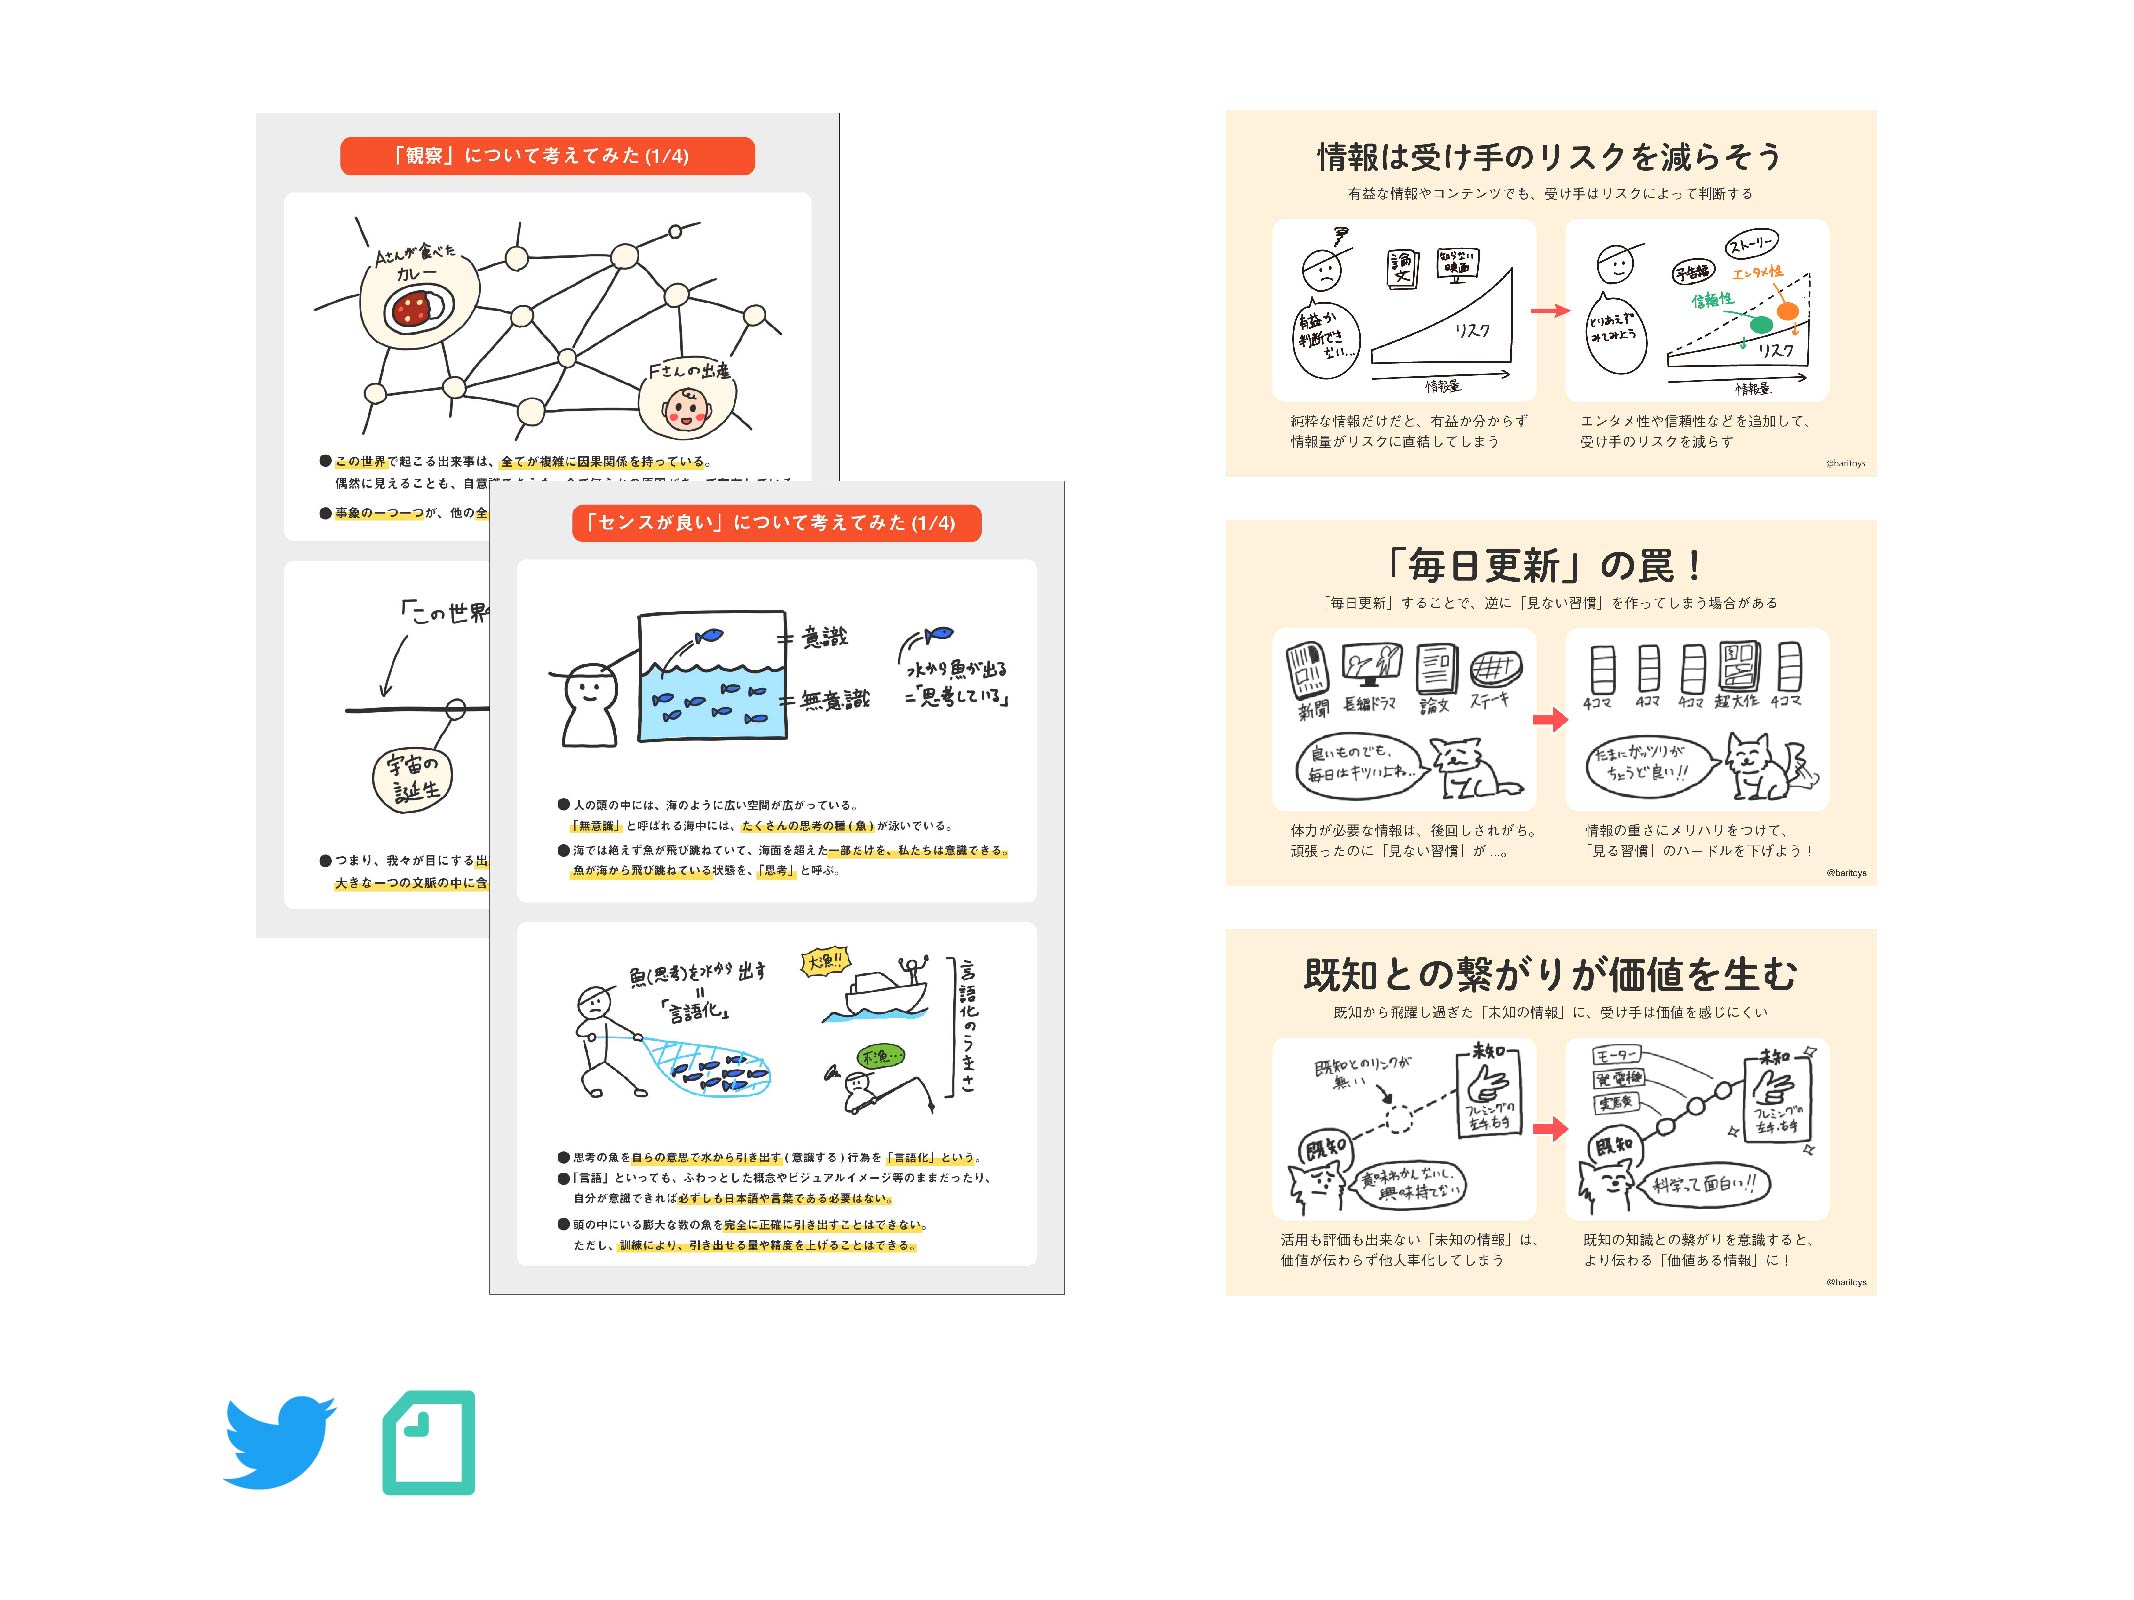 「観察」について考えてみた (1/4)
Aさんが食べた
カレー
Fさんの出産
●この世界で起こる出来事は、全てが複雑に因果関係を持っている。
偶然に見えることも、自意
●事象の一つ一つが、他の全
「この世界
宇宙の
誕生
●つまり、我々が目にする出
大きな一つの文脈の中に含
「センスが良い」について考えてみた (1/4)
= 意識
= 無意識
水から魚が出る
=「思考している」
●人の頭の中には、海のように広い空間が広がっている。
「無意識」と呼ばれる海中には、たくさんの思考の種(魚)が泳いでいる。
●海では絶えず魚が飛び跳ねていて、海面を超えた一部だけを、私たちは意識できる。
魚が海から飛び跳ねている状態を、「思考」と呼ぶ。
魚(思考)を水から出す
=
「言語化」
大漁!!
不漁…
言語化のうまさ
●思考の魚を自らの意思で水から引き出す(意識する)行為を「言語化」という。
●「言語」といっても、ふわっとした概念やビジュアルイメージ等のままだったり、
自分が意識できれば必ずしも日本語や言葉である必要はない。
●頭の中にいる膨大な数の魚を完全に正確に引き出すことはできない。
ただし、訓練により、引き出せる量や精度を上げることはできる。
情報は受け手のリスクを減らそう
有益な情報やコンテンツでも、受け手はリスクによって判断する
有益か
判断でき
ない…
論文
知らない
映画
リスク
情報量
とりあえず
みてみよう
予告編
ストーリー
エンタメ性
信頼性
リスク
情報量
純粋な情報だけだと、有益か分からず
情報量がリスクに直結してしまう
エンタメ性や信頼性などを追加して、
受け手のリスクを減らす
@baritoys
「毎日更新」の罠！
「毎日更新」することで、逆に「見ない習慣」を作ってしまう場合がある
新聞 長編ドラマ 論文 ステーキ
良いものでも、
毎日はキツいよね..
4コマ 4コマ 4コマ 超大作 4コマ
たまにガッツリが
ちょうど良い!!
体力が必要な情報は、後回しされがち。
頑張ったのに「見ない習慣」が…。
情報の重さにメリハリをつけて、
「見る習慣」のハードルを下げよう！
@baritoys
既知との繋がりが価値を生む
既知から飛躍し過ぎた「未知の情報」に、受け手は価値を感じにくい
既知とのリンクが
無い
未知
フレミングの
左手・右手
既知
意味わかんないし、
興味持てない
モーター
発電機
実験
未知
フレミングの
左手・右手
既知
科学って面白い!!
活用も評価も出来ない「未知の情報」は、
価値が伝わらず他人事化してしまう
既知の知識との繋がりを意識すると、
より伝わる「価値ある情報」に！
@baritoys